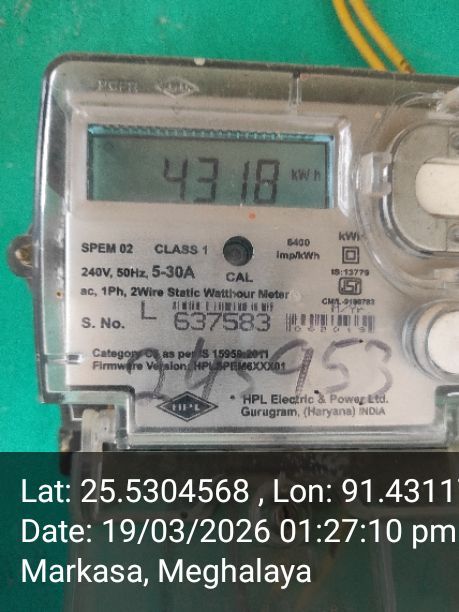 4318 kWh
SPEM 02 CLASS 1
6400
imp/kWh
kWh
240V, 50Hz, 5-30A
CAL
IS:13779
ac, 1Ph, 2Wire Static Watthour Meter
S. No. L 637583
M/Yr
Category C2 as per IS 15959:2011
Firmware Version: HPLSPEM6XXX01
245953
HPL
HPL Electric & Power Ltd.
Gurugram, (Haryana) INDIA
Lat: 25.5304568 , Lon: 91.4311
Date: 19/03/2026 01:27:10 pm
Markasa, Meghalaya